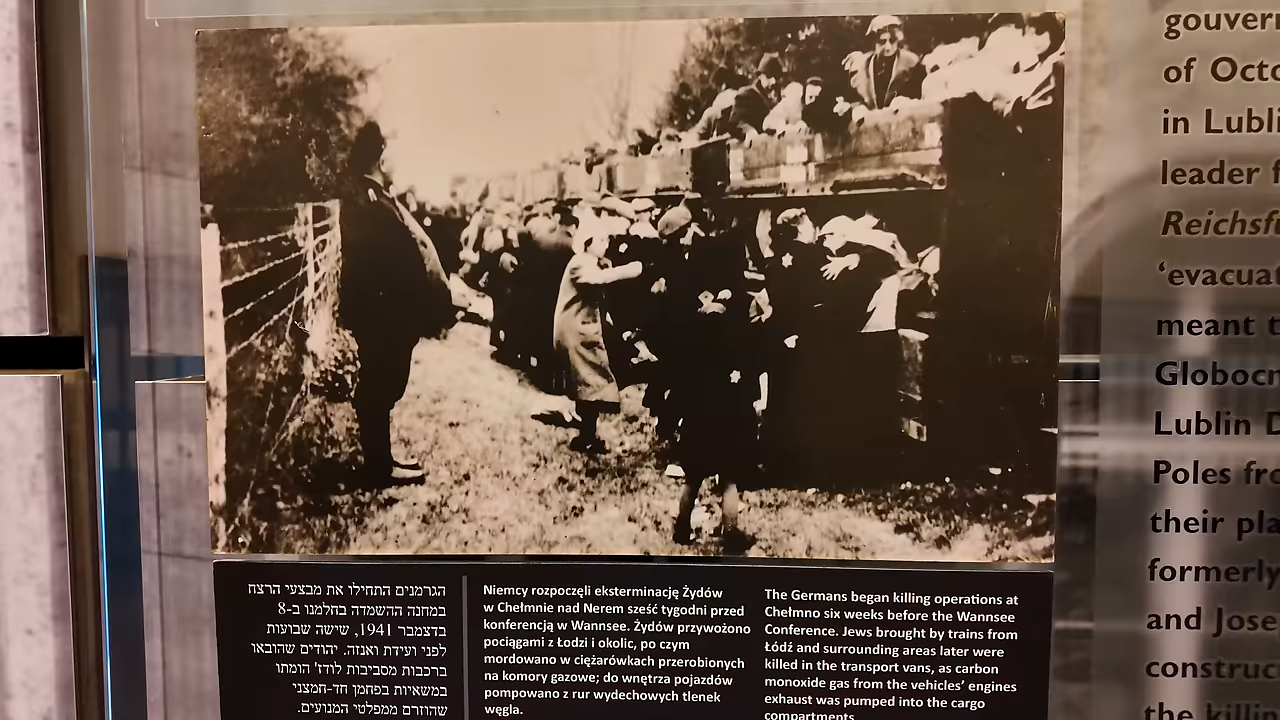 הגרמנים התחילו את מבצעי הרצח
במחנה ההשמדה בחלמנו ב-8
בדצמבר 1941, שישה שבועות
לפני ועידת ואנזה. יהודים שהובאו
ברכבות מסביבות לודז' הומתו
במשאיות בפחמן חד-חמצני
שהוזרם ממפלטי המנועים.
Niemcy rozpoczęli eksterminację Żydów
w Chełmnie nad Nerem sześć tygodni przed
konferencją w Wannsee. Żydów przywożono
pociągami z Łodzi i okolic, po czym
mordowano w ciężarówkach przerobionych
na komory gazowe; do wnętrza pojazdów
pompowano z rur wydechowych tlenek
węgla.
The Germans began killing operations at
Chełmno six weeks before the Wannsee
Conference. Jews brought by trains from
Łódź and surrounding areas later were
killed in the transport vans, as carbon
monoxide gas from the vehicles' engines
exhaust was pumped into the cargo
compartments
gouver
of Octo
in Lubli
leader f
Reichsfu
‘evacuat
meant t
Globocn
Lublin D
Poles fro
their pla
formerly
and Jose
construc
the killin